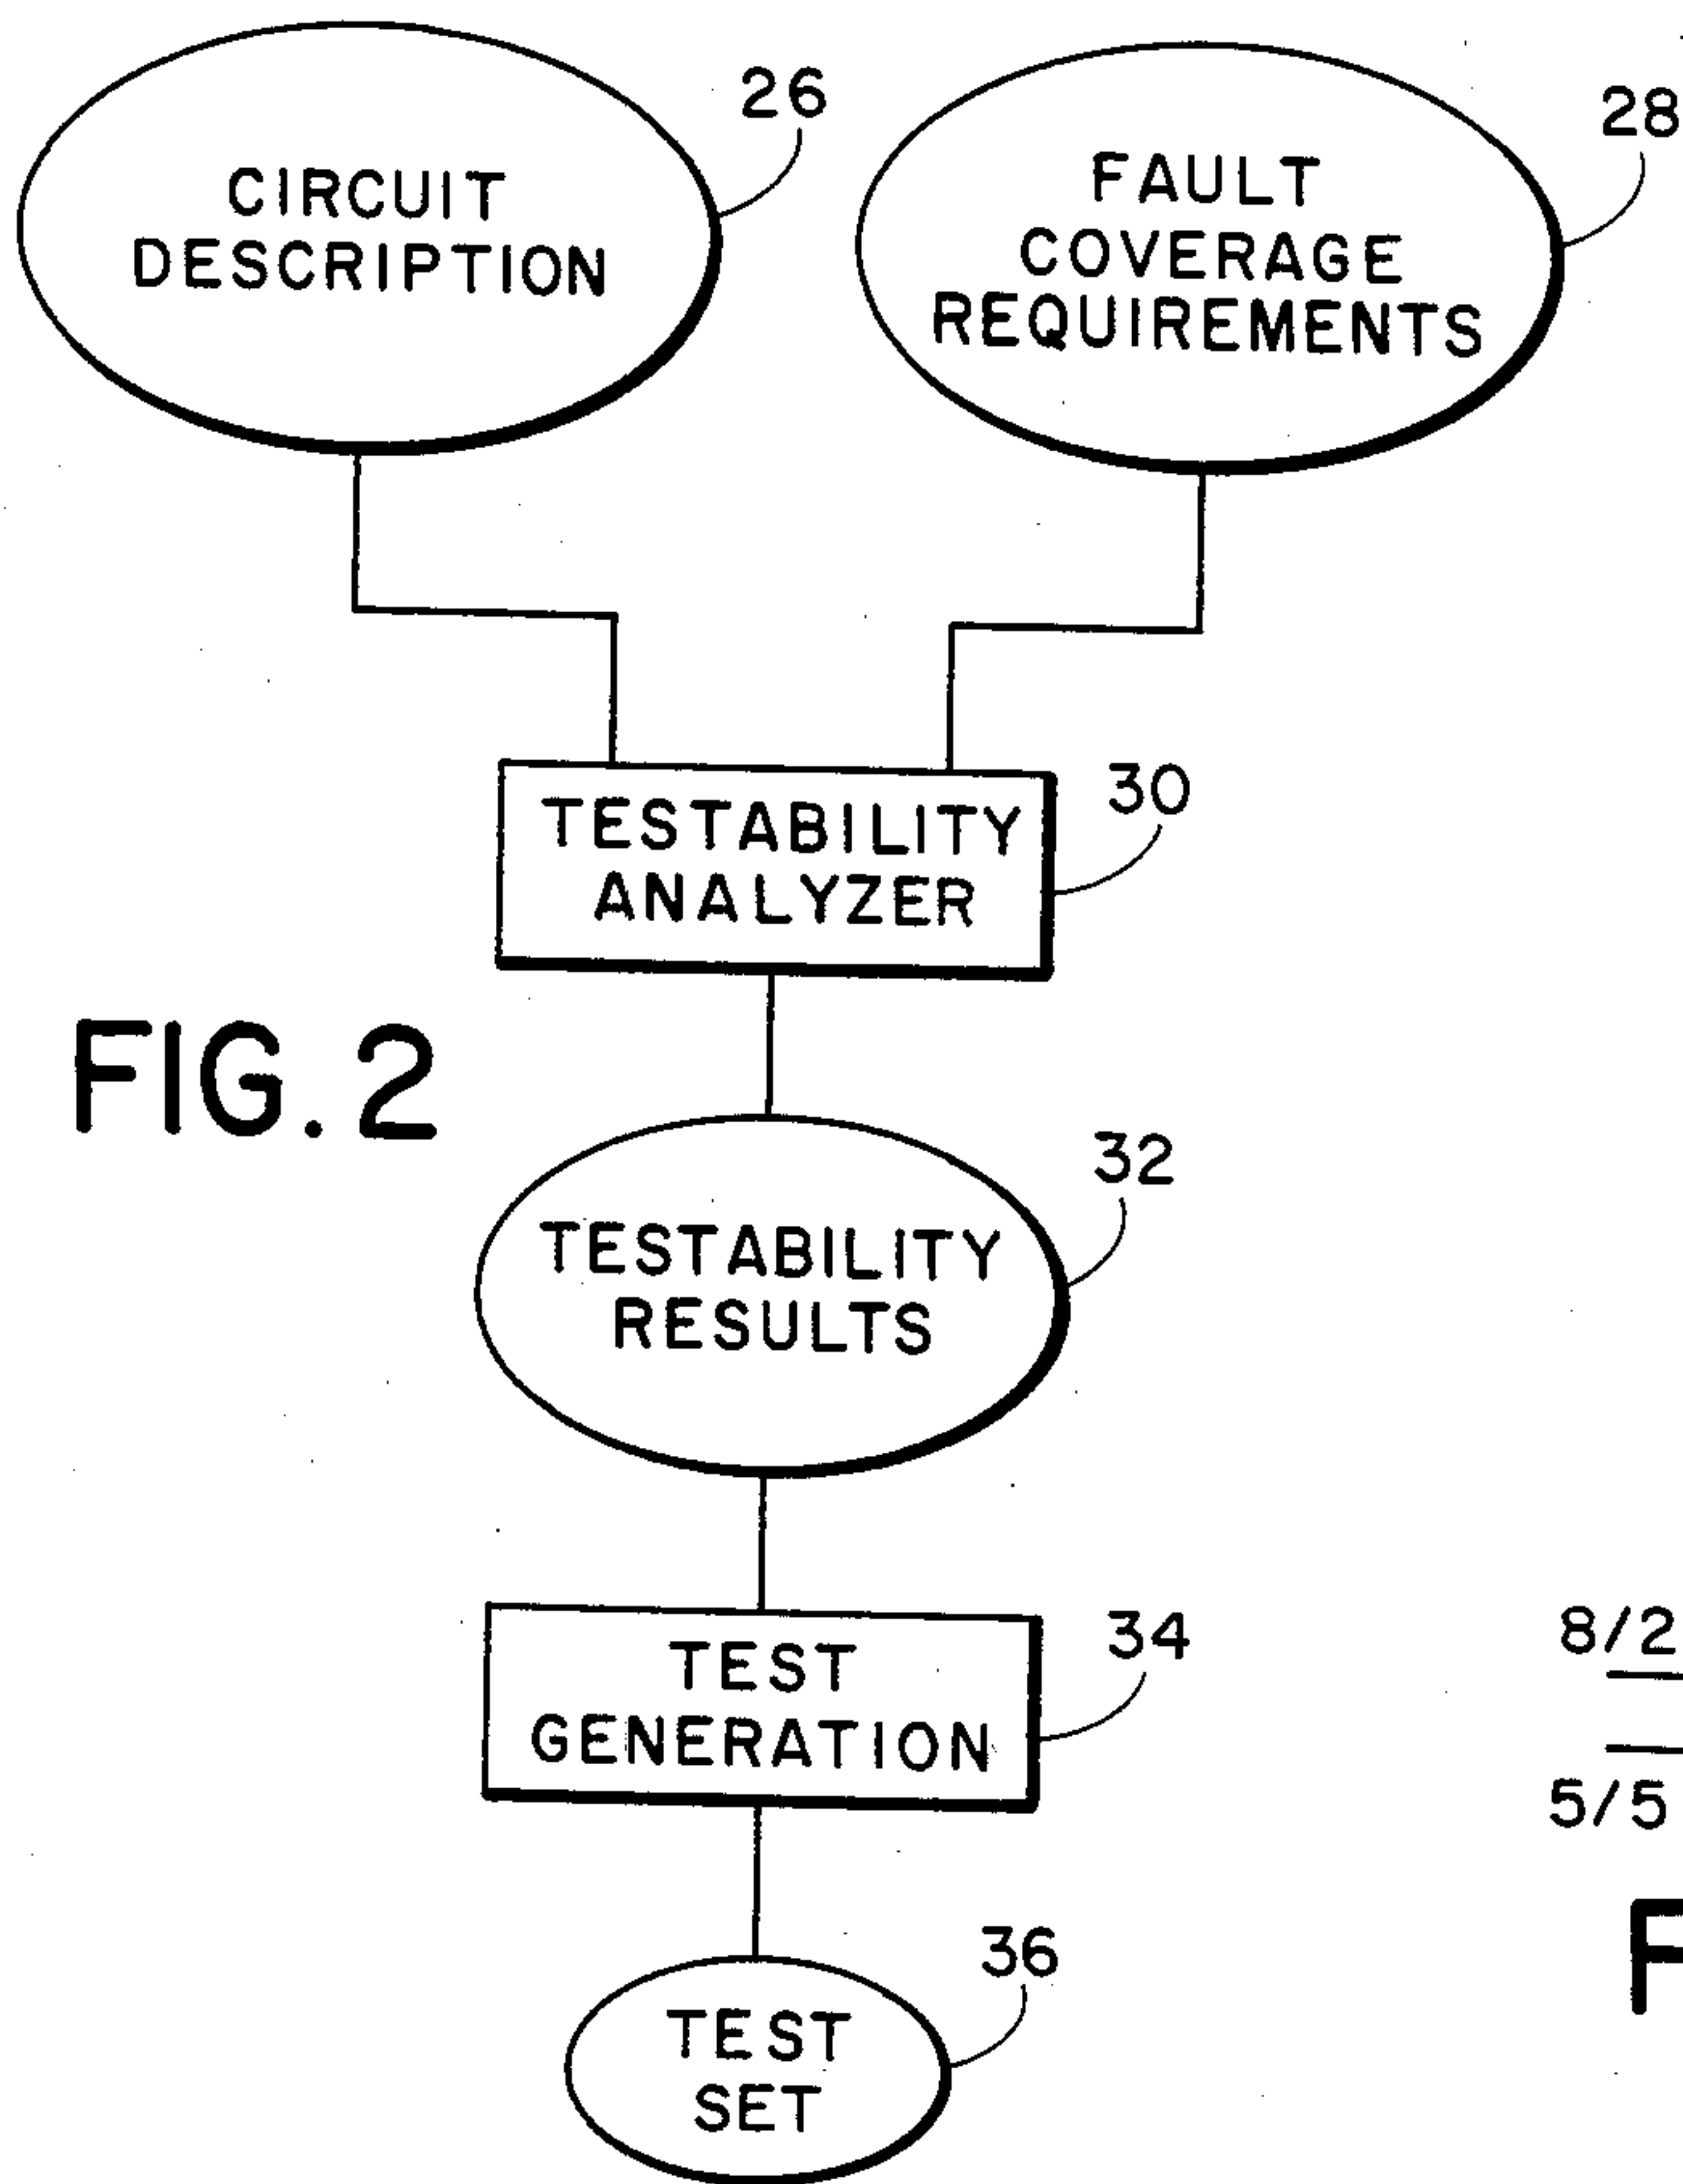 26
28
CIRCUIT
DESCRIPTION
FAULT
COVERAGE
REQUIREMENTS
30
TESTABILITY
ANALYZER
FIG. 2
32
TESTABILITY
RESULTS
34
TEST
GENERATION
8/2
5/5
36
TEST
SET
F